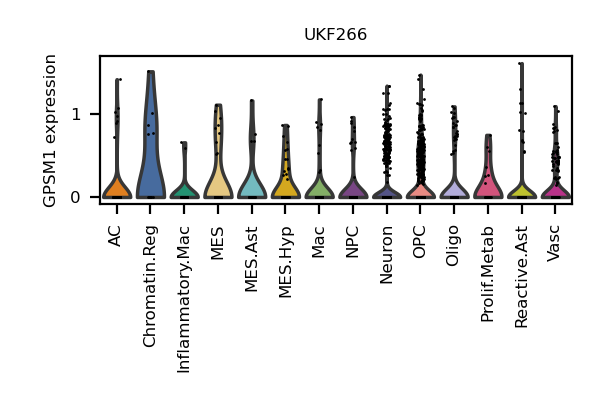 UKF266
GPSM1 expression
1
0
AC
Chromatin.Reg
Inflammatory.Mac
MES
MES.Ast
MES.Hyp
Mac
NPC
Neuron
OPC
Oligo
Prolif.Metab
Reactive.Ast
Vasc